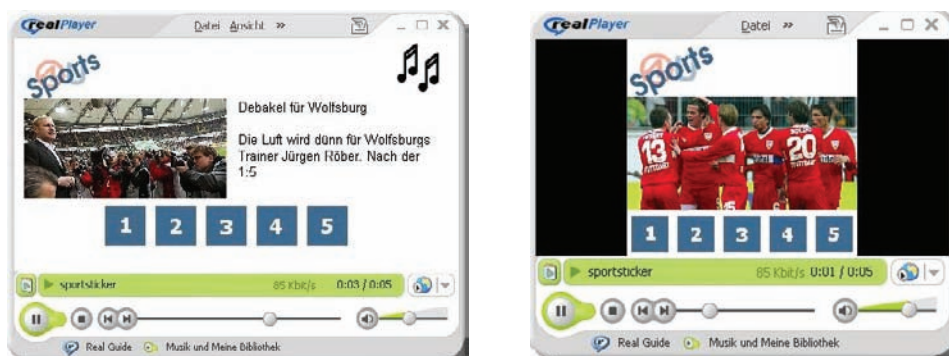 realPlayer
Datei Ansicht »
Sports
Debakel für Wolfsburg
Die Luft wird dünn für Wolfsburgs
Trainer Jürgen Röber. Nach der
1:5
1 2 3 4 5
sportsticker 85 Kbit/s 0:03 / 0:05
Real Guide Musik und Meine Bibliothek
realPlayer
Datei »
Sports
13
20
1 2 3 4 5
sportsticker 85 Kbit/s 0:01 / 0:05
Real Guide Musik und Meine Bibliothek